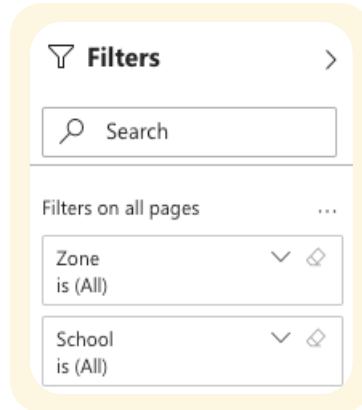 Filters
Search
Filters on all pages
Zone
is (All)
School
is (All)